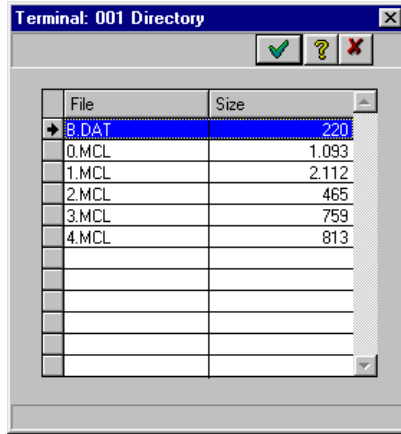 Terminal: 001 Directory
File Size
B.DAT 220
0.MCL 1.093
1.MCL 2.112
2.MCL 465
3.MCL 759
4.MCL 813